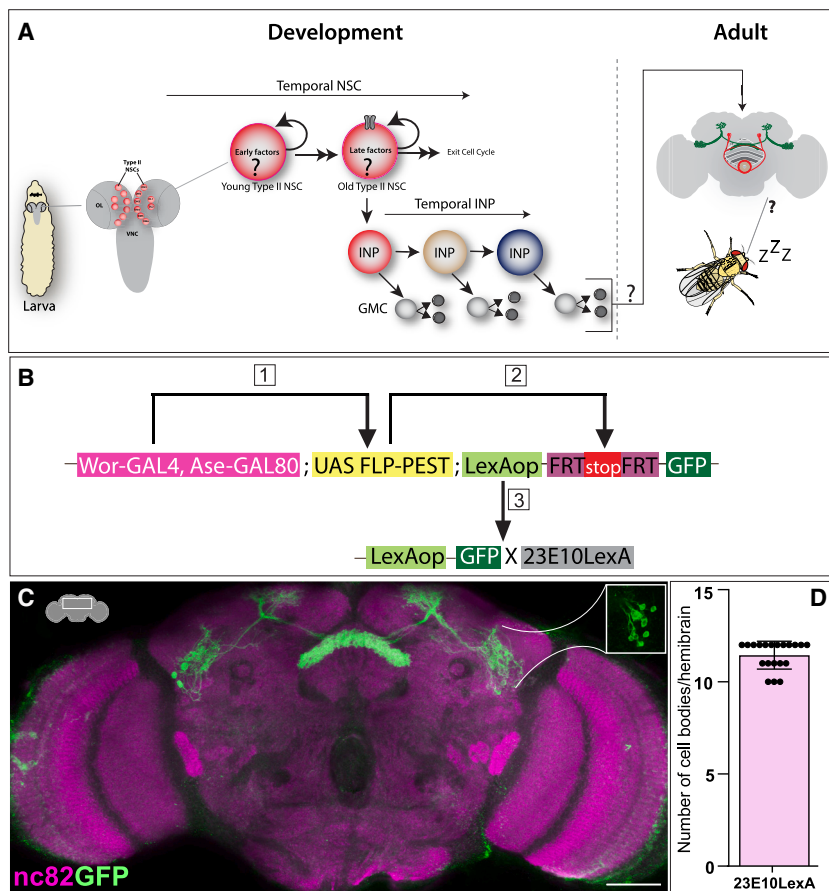 A
Development
Adult
Temporal NSC
Type II
NSCs
OL
VNC
Larva
Early factors
?
Young Type II NSC
Late factors
?
Old Type II NSC
Exit Cell Cycle
Temporal INP
INP
INP
INP
GMC
?
?
Z Z Z
B
1
2
Wor-GAL4, Ase-GAL80 ; UAS FLP-PEST ; LexAop FRT stop FRT GFP
3
LexAop GFP X 23E10LexA
C
nc82GFP
D
Number of cell bodies/hemibrain
15
10
5
0
23E10LexA